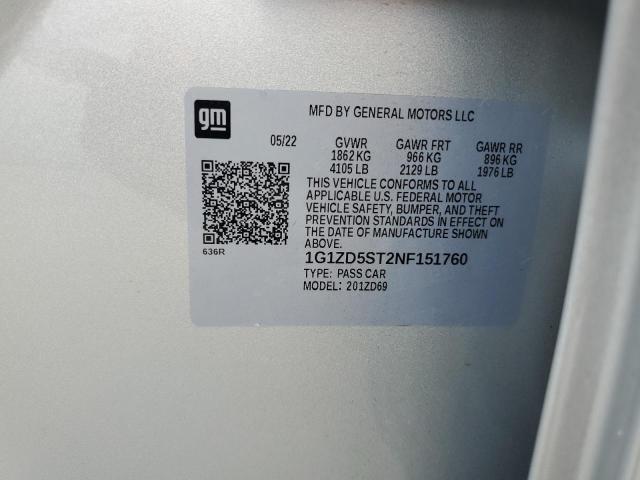 gm
MFD BY GENERAL MOTORS LLC
05/22 GVWR GAWR FRT GAWR RR
1862 KG 966 KG 896 KG
4105 LB 2129 LB 1976 LB
THIS VEHICLE CONFORMS TO ALL
APPLICABLE U.S. FEDERAL MOTOR
VEHICLE SAFETY, BUMPER, AND THEFT
PREVENTION STANDARDS IN EFFECT ON
THE DATE OF MANUFACTURE SHOWN
ABOVE.
636R
1G1ZD5ST2NF151760
TYPE: PASS CAR
MODEL: 201ZD69